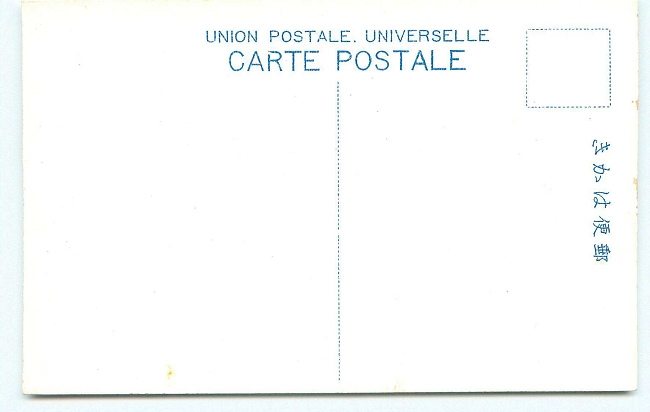 UNION POSTALE. UNIVERSELLE
CARTE POSTALE
きかは便郵